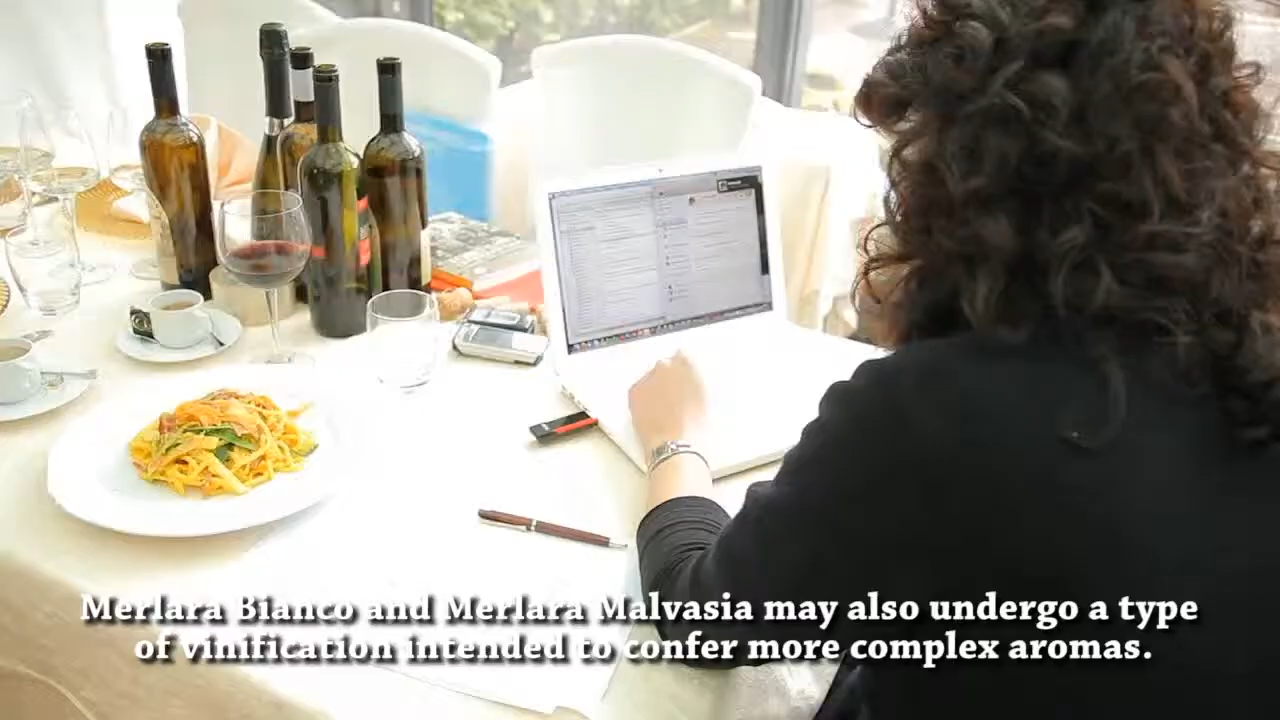 Merlara Bianco and Merlara Malvasia may also undergo a type
of vinification intended to confer more complex aromas.